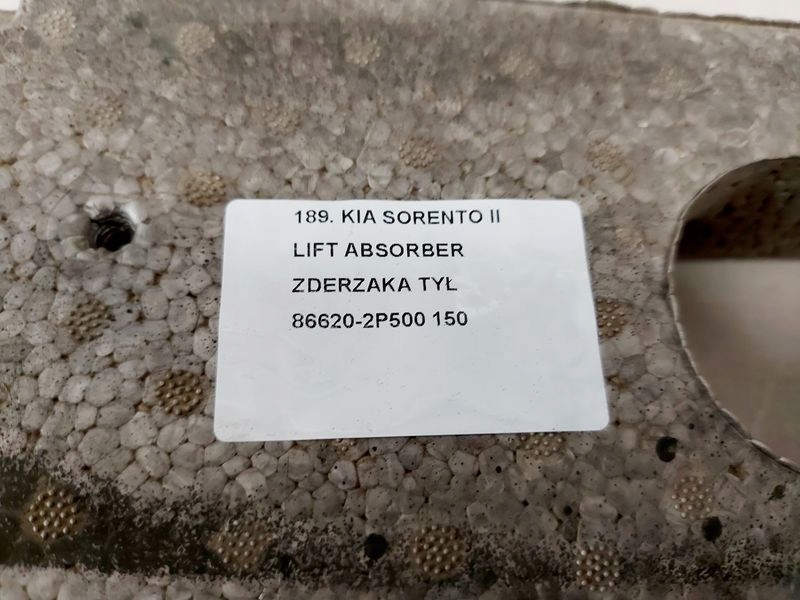 189. KIA SORENTO II
LIFT ABSORBER
ZDERZAKA TYŁ
86620-2P500 150